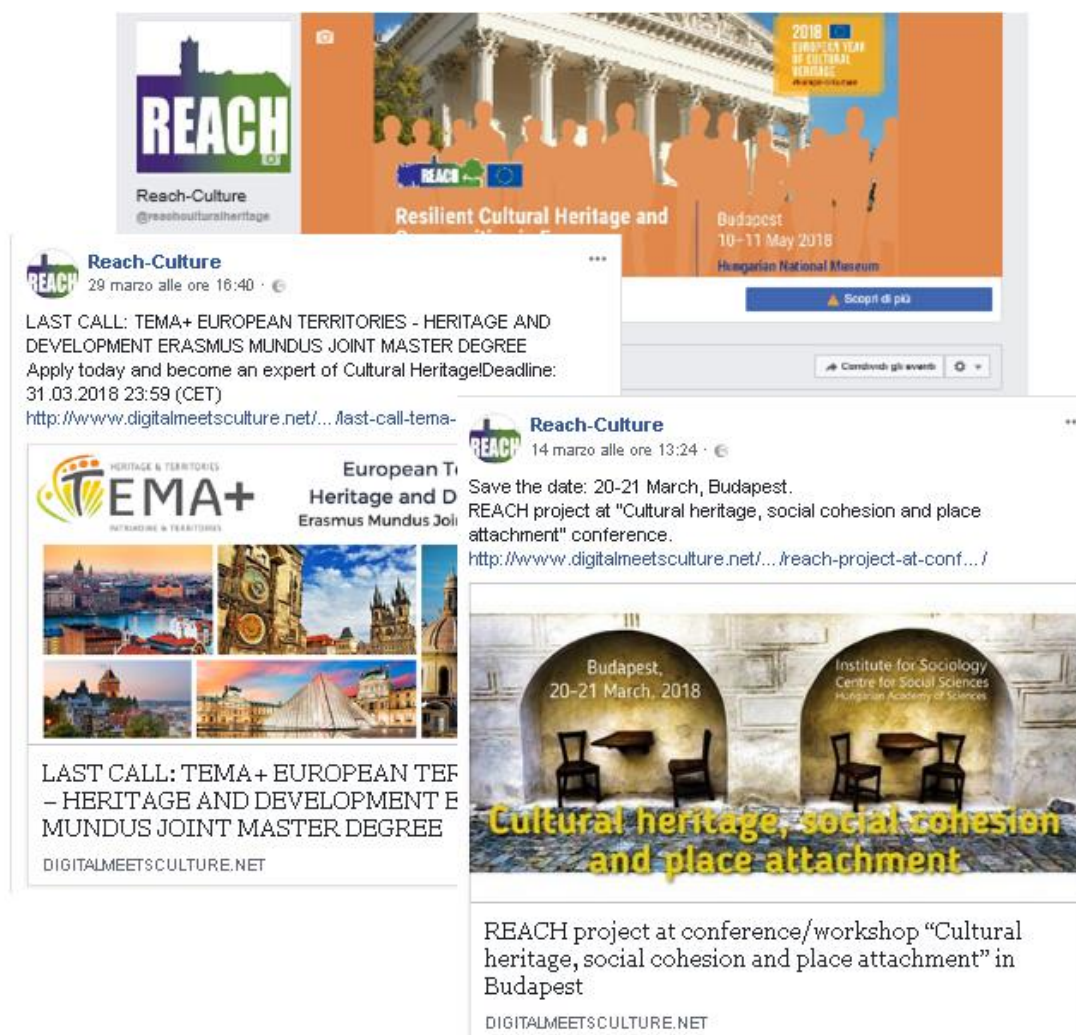 2018
EUROPEAN YEAR
OF CULTURAL
HERITAGE
REACH
REACH
Reach-Culture
@reachculturalheritage
Resilient Cultural Heritage and
Budapest
10-11 May 2018
Hungarian National Museum
Scopri di più
Condividi gli eventi
REACH
Reach-Culture
29 marzo alle ore 16:40 ·
LAST CALL: TEMA+ EUROPEAN TERRITORIES - HERITAGE AND
DEVELOPMENT ERASMUS MUNDUS JOINT MASTER DEGREE
Apply today and become an expert of Cultural Heritage!Deadline:
31.03.2018 23:59 (CET)
http://www.digitalmeetsculture.net/.../last-call-tema-
HERITAGE & TERRITORIES
TEMA+
PATRIMOINE & TERRITOIRES
European Te
Heritage and D
Erasmus Mundus Joi
LAST CALL: TEMA+ EUROPEAN TER
– HERITAGE AND DEVELOPMENT E
MUNDUS JOINT MASTER DEGREE
DIGITALMEETSCULTURE.NET
REACH
Reach-Culture
14 marzo alle ore 13:24 ·
Save the date: 20-21 March, Budapest.
REACH project at "Cultural heritage, social cohesion and place
attachment" conference.
http://www.digitalmeetsculture.net/.../reach-project-at-conf... /
Budapest,
20-21 March, 2018
Institute for Sociology
Centre for Social Sciences
Hungarian Academy of Sciences
Cultural heritage, social cohesion
and place attachment
REACH project at conference/workshop “Cultural
heritage, social cohesion and place attachment” in
Budapest
DIGITALMEETSCULTURE.NET